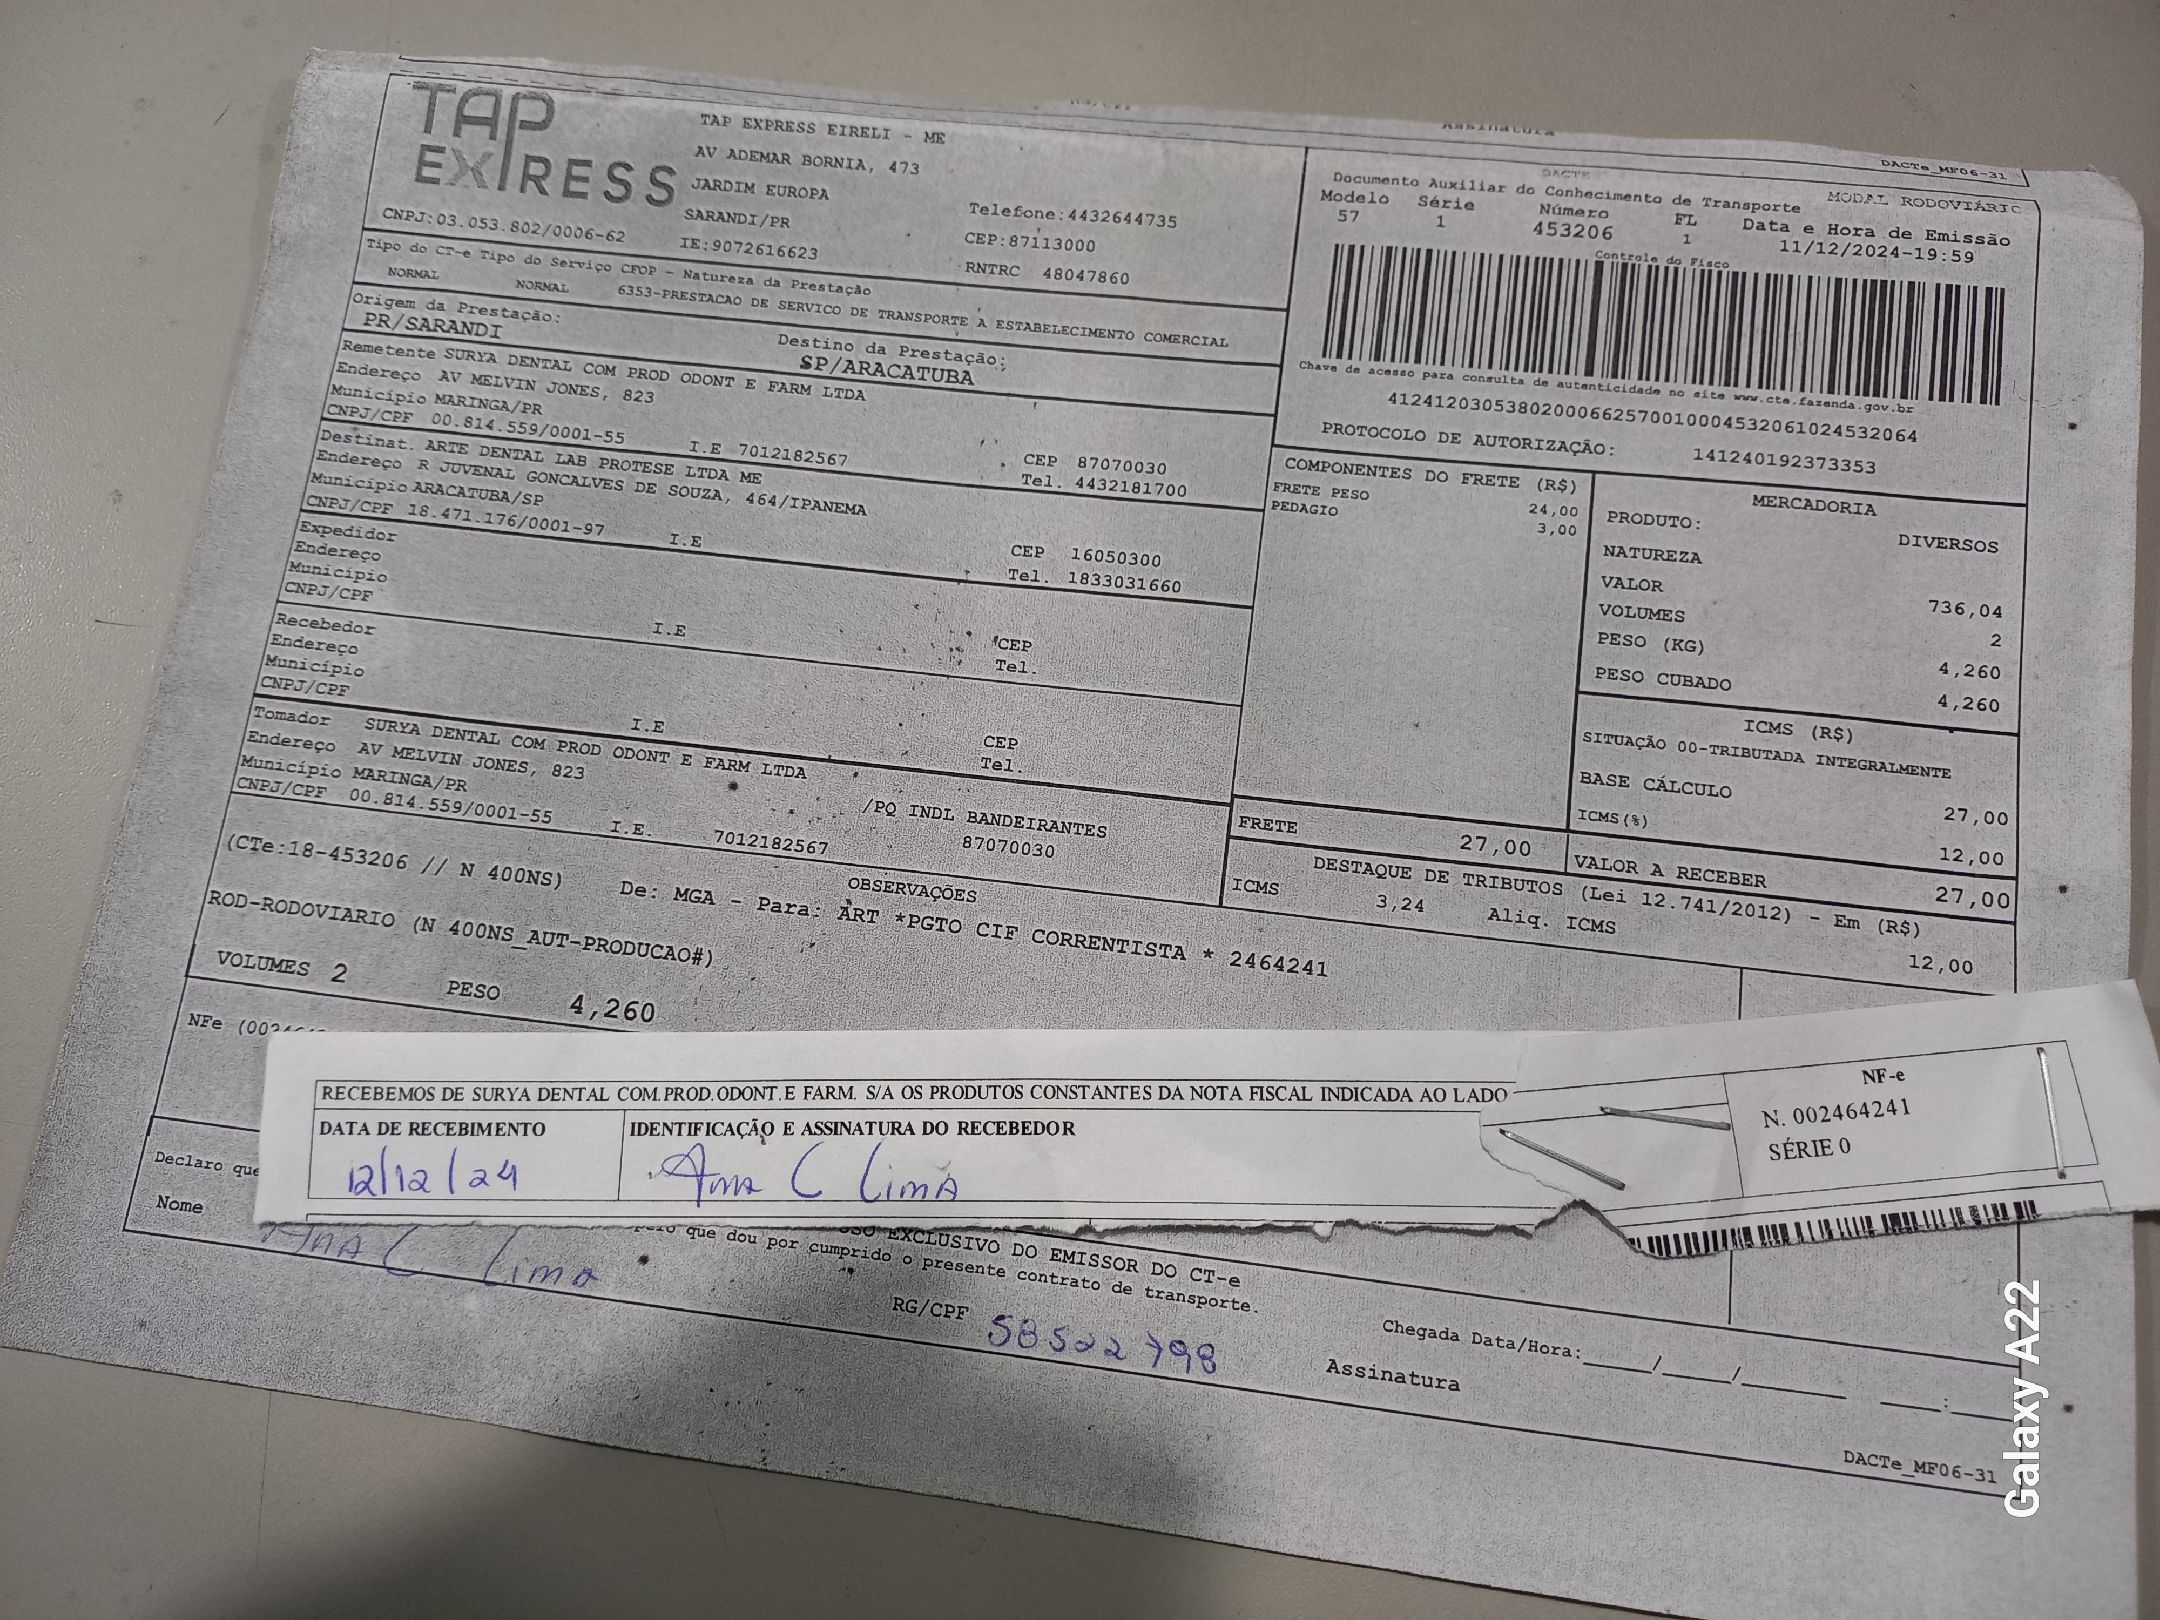 DACTe_MF06-31
TAP EXPRESS
TAP EXPRESS EIRELI - ME
AV ADEMAR BORNIA, 473
JARDIM EUROPA
SARANDI/PR
Telefone:4432644735
CNPJ:03.053.802/0006-62
IE:9072616623
CEP:87113000
RNTRC 48047860
DACTE
Documento Auxiliar do Conhecimento de Transporte
MODAL RODOVIÁRIO
Modelo Série Número FL Data e Hora de Emissão
57 1 453206 1 11/12/2024-19:59
Controle do Fisco
Chave de acesso para consulta de autenticidade no site www.cte.fazenda.gov.br
41241203053802000662570010004532061024532064
PROTOCOLO DE AUTORIZAÇÃO: 141240192373353
Tipo do CT-e Tipo do Serviço CFOP - Natureza da Prestação
NORMAL NORMAL 6353-PRESTACAO DE SERVICO DE TRANSPORTE A ESTABELECIMENTO COMERCIAL
Origem da Prestação: Destino da Prestação:
PR/SARANDI SP/ARACATUBA
Remetente SURYA DENTAL COM PROD ODONT E FARM LTDA
Endereço AV MELVIN JONES, 823
Município MARINGA/PR CEP 87070030
CNPJ/CPF 00.814.559/0001-55 I.E 7012182567 Tel. 4432181700
Destinat. ARTE DENTAL LAB PROTESE LTDA ME
Endereço R JUVENAL GONCALVES DE SOUZA, 464/IPANEMA
Município ARACATUBA/SP CEP 16050300
CNPJ/CPF 18.471.176/0001-97 I.E Tel. 1833031660
Expedidor
Endereço
Município CEP
CNPJ/CPF I.E Tel.
Recebedor
Endereço
Município CEP
CNPJ/CPF I.E Tel.
Tomador SURYA DENTAL COM PROD ODONT E FARM LTDA
Endereço AV MELVIN JONES, 823 /PQ INDL BANDEIRANTES
Município MARINGA/PR 87070030
CNPJ/CPF 00.814.559/0001-55 I.E. 7012182567
COMPONENTES DO FRETE (R$)
FRETE PESO 24,00
PEDAGIO 3,00
MERCADORIA
PRODUTO: DIVERSOS
NATUREZA
VALOR 736,04
VOLUMES 2
PESO (KG) 4,260
PESO CUBADO 4,260
ICMS (R$)
SITUAÇÃO 00-TRIBUTADA INTEGRALMENTE
BASE CÁLCULO 27,00
ICMS(%) 12,00
FRETE 27,00
VALOR A RECEBER 27,00
DESTAQUE DE TRIBUTOS (Lei 12.741/2012) - Em (R$)
ICMS 3,24 Aliq. ICMS 12,00
OBSERVAÇÕES
(CTe:18-453206 // N 400NS) De: MGA - Para: ART *PGTO CIF CORRENTISTA * 2464241
ROD-RODOVIARIO (N 400NS_AUT-PRODUCAO#)
VOLUMES 2 PESO 4,260
RECEBEMOS DE SURYA DENTAL COM.PROD.ODONT.E FARM. S/A OS PRODUTOS CONSTANTES DA NOTA FISCAL INDICADA AO LADO
DATA DE RECEBIMENTO IDENTIFICAÇÃO E ASSINATURA DO RECEBEDOR
12/12/24 Ana C Lima
NF-e
N. 002464241
SÉRIE 0
USO EXCLUSIVO DO EMISSOR DO CT-e
Declaro que
pelo que dou por cumprido o presente contrato de transporte.
Nome Ana C Lima
RG/CPF 58522798
Chegada Data/Hora:____/____/______ ____:____
Assinatura
DACTe_MF06-31
Galaxy A22